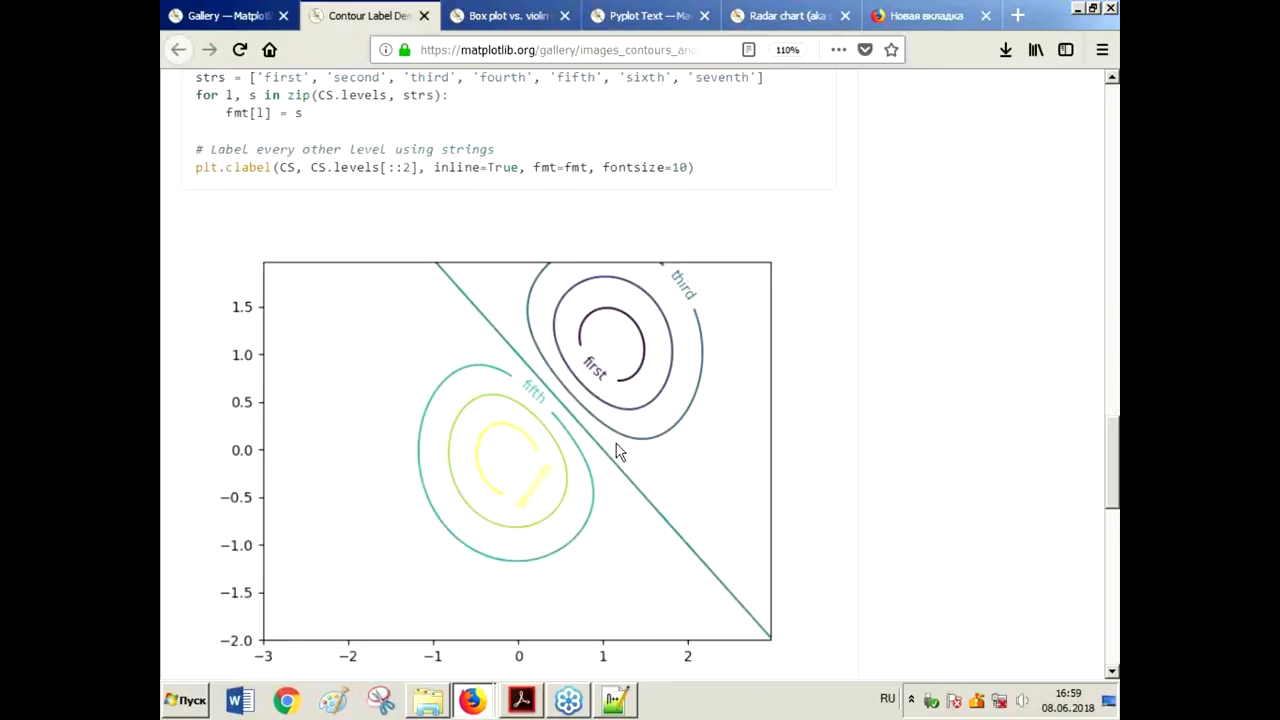 Gallery — Matplotl
Contour Label Den
Box plot vs. violin
Pyplot Text — Ma
Radar chart (aka
Новая вкладка
https://matplotlib.org/gallery/images_contours_and
110%
strs = ['first', 'second', 'third', 'fourth', 'fifth', 'sixth', 'seventh']
for l, s in zip(CS.levels, strs):
fmt[l] = s
# Label every other level using strings
plt.clabel(CS, CS.levels[::2], inline=True, fmt=fmt, fontsize=10)
third
1.5
1.0
first
fifth
0.5
0.0
−0.5
−1.0
−1.5
−2.0
−3 −2 −1 0 1 2
Пуск
RU
16:59
08.06.2018